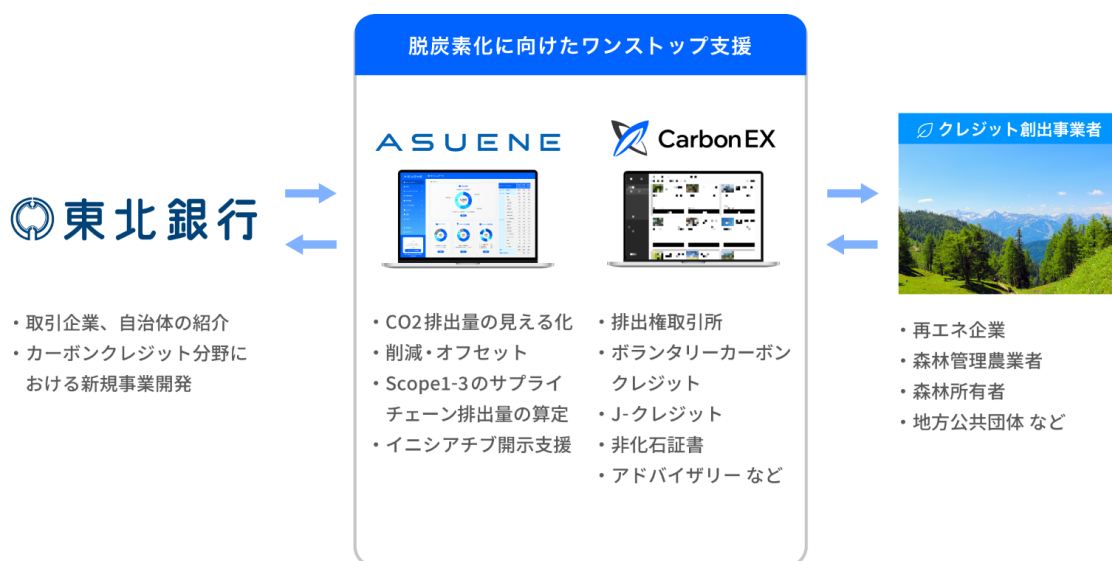 脱炭素化に向けたワンストップ支援
東北銀行
・取引企業、自治体の紹介
・カーボンクレジット分野に
おける新規事業開発
ASUENE
・CO2排出量の見える化
・削減・オフセット
・Scope1-3のサプライ
チェーン排出量の算定
・イニシアチブ開示支援
CarbonEX
・排出権取引所
・ボランタリーカーボン
クレジット
・J-クレジット
・非化石証書
・アドバイザリー など
クレジット創出事業者
・再エネ企業
・森林管理農業者
・森林所有者
・地方公共団体 など